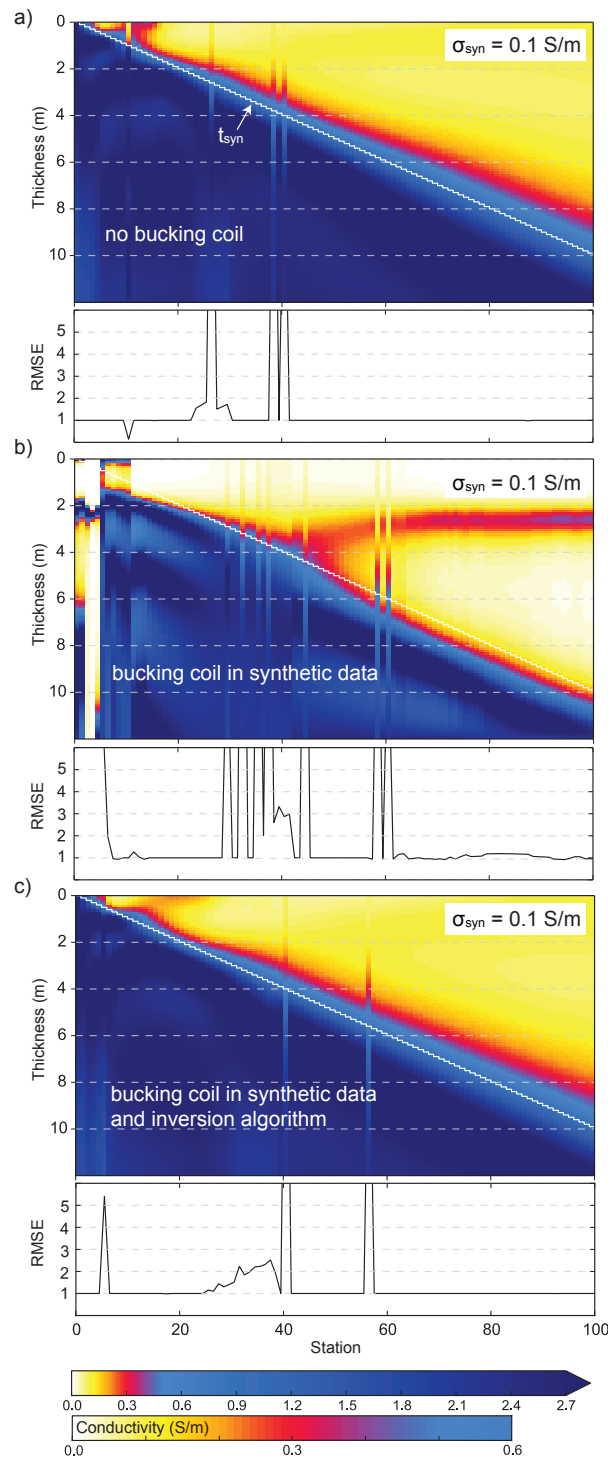 a)
0
2
4
6
8
10
Thickness (m)
σsyn = 0.1 S/m
tsyn
no bucking coil
5
4
3
2
1
RMSE
b)
0
2
4
6
8
10
Thickness (m)
σsyn = 0.1 S/m
bucking coil in synthetic data
5
4
3
2
1
RMSE
c)
0
2
4
6
8
10
Thickness (m)
σsyn = 0.1 S/m
bucking coil in synthetic data
and inversion algorithm
5
4
3
2
1
RMSE
0 20 40 60 80 100
Station
0.0 0.3 0.6 0.9 1.2 1.5 1.8 2.1 2.4 2.7
Conductivity (S/m)
0.0 0.3 0.6